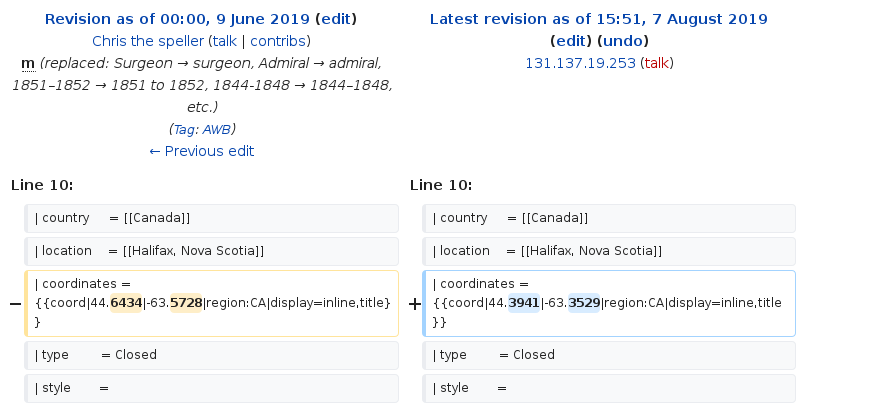 Revision as of 00:00, 9 June 2019 (edit)
Chris the speller (talk | contribs)
m (replaced: Surgeon → surgeon, Admiral → admiral,
1851–1852 → 1851 to 1852, 1844-1848 → 1844–1848,
etc.)
(Tag: AWB)
← Previous edit
Latest revision as of 15:51, 7 August 2019
(edit) (undo)
131.137.19.253 (talk)
Line 10:
| country = [[Canada]]
| location = [[Halifax, Nova Scotia]]
− | coordinates =
{{coord|44.6434|-63.5728|region:CA|display=inline,title}
}
| type = Closed
| style =
Line 10:
| country = [[Canada]]
| location = [[Halifax, Nova Scotia]]
+ | coordinates =
{{coord|44.3941|-63.3529|region:CA|display=inline,title
}}
| type = Closed
| style =